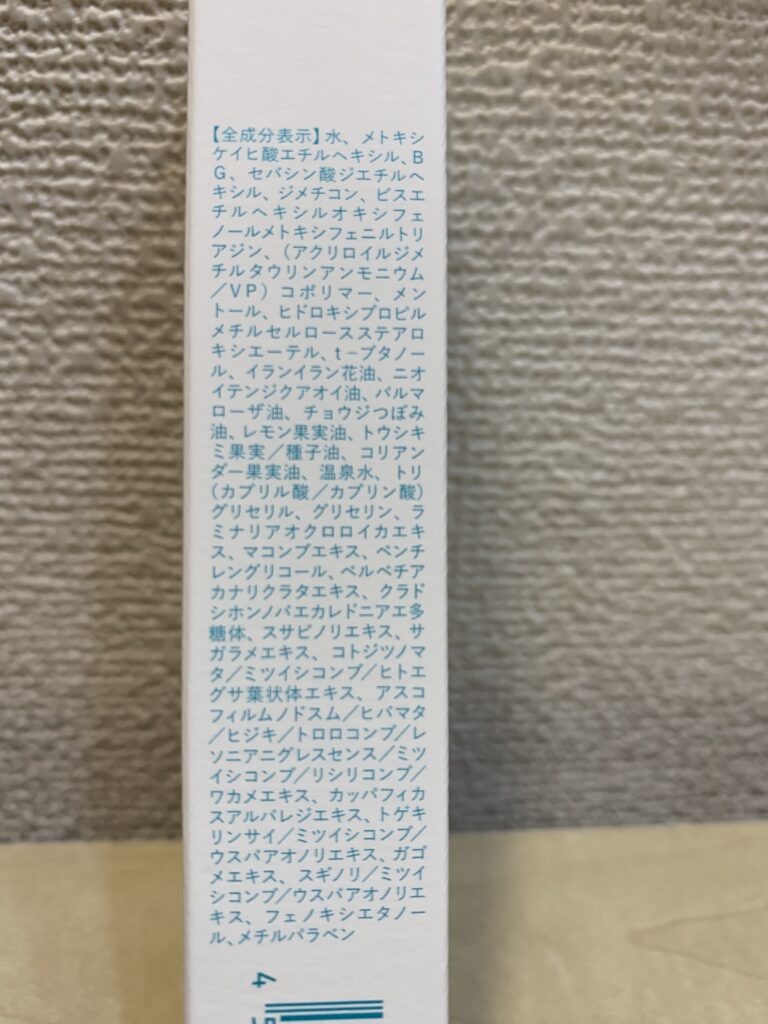 【全成分表示】水、メトキシ
ケイヒ酸エチルヘキシル、B
G、セバシン酸ジエチルヘ
キシル、ジメチコン、ビスエ
チルヘキシルオキシフェ
ノールメトキシフェニルトリ
アジン、(アクリロイルジメ
チルタウリンアンモニウム
/VP)コポリマー、メン
トール、ヒドロキシプロピル
メチルセルロースステアロ
キシエーテル、t-ブタノー
ル、イランイラン花油、ニオ
イテンジクアオイ油、パルマ
ローザ油、チョウジつぼみ
油、レモン果実油、トウシキ
ミ果実/種子油、コリアン
ダー果実油、温泉水、トリ
(カプリル酸/カプリン酸)
グリセリル、グリセリン、ラ
ミナリアオクロロイカエキ
ス、マコンブエキス、ペンチ
レングリコール、ペルベチア
カナリクラタエキス、クラド
シホンノバエカレドニアエ多
糖体、スサビノリエキス、サ
ガラメエキス、コトジツノマ
タ/ミツイシコンブ/ヒトエ
グサ葉状体エキス、アスコ
フィルムノドスム/ヒバマタ
/ヒジキ/トロロコンブ/レ
ソニアニグレスセンス/ミツ
イシコンブ/リシリコンブ/
ワカメエキス、カッパフィカ
スアルバレジエキス、トゲキ
リンサイ/ミツイシコンブ/
ウスバアオノリエキス、ガゴ
メエキス、スギノリ/ミツイ
シコンブ/ウスバアオノリエ
キス、フェノキシエタノー
ル、メチルパラベン
4